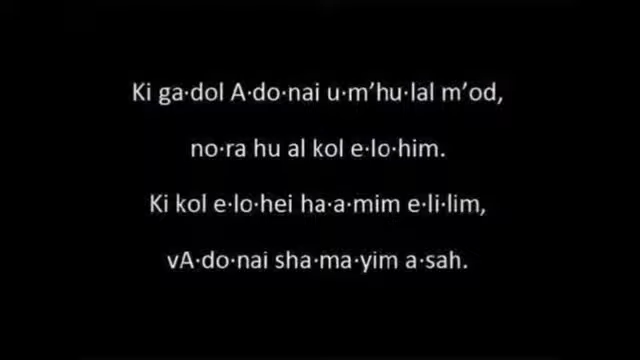 Ki ga·dol A·do·nai u·m’hu·lal m’od,
no·ra hu al kol e·lo·him.
Ki kol e·lo·hei ha·a·mim e·li·lim,
vA·do·nai sha·ma·yim a·sah.